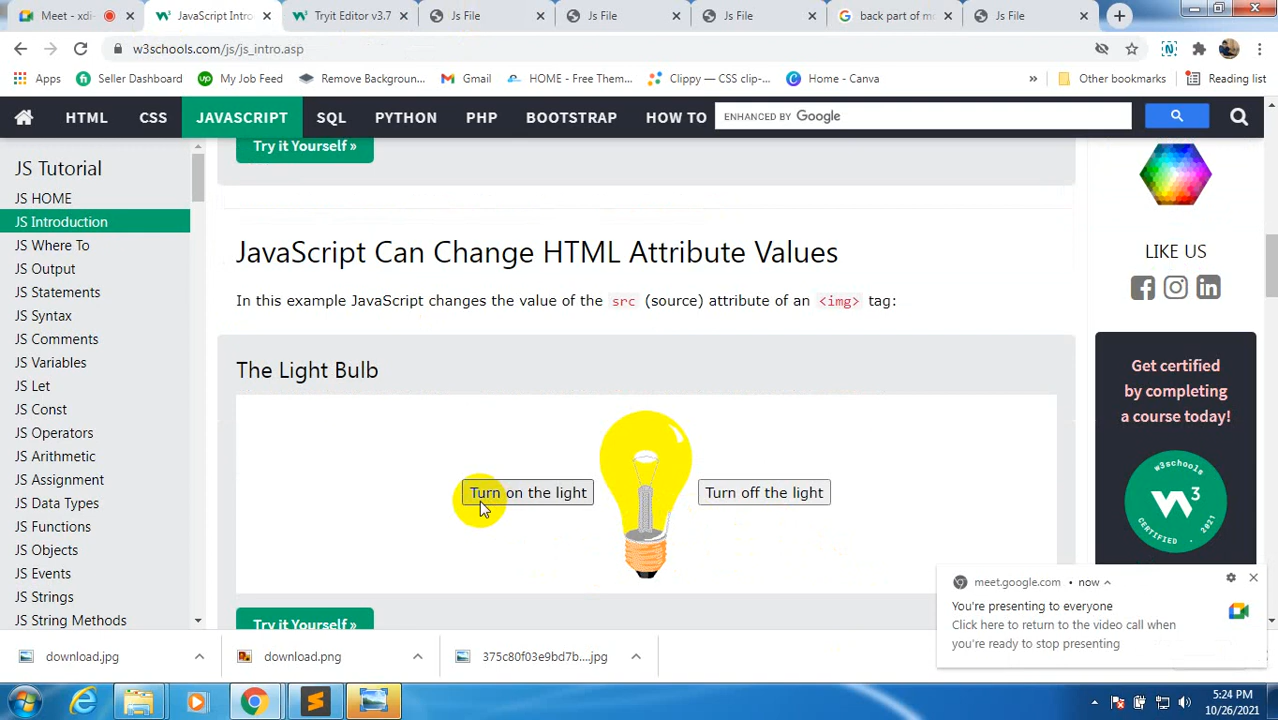 Meet - xdi-
JavaScript Intro
Tryit Editor v3.7
Js File
Js File
Js File
back part of mo
Js File
w3schools.com/js/js_intro.asp
Apps
Seller Dashboard
My Job Feed
Remove Backgroun...
Gmail
HOME - Free Them...
Clippy — CSS clip-...
Home - Canva
»
Other bookmarks
Reading list
HTML
CSS
JAVASCRIPT
SQL
PYTHON
PHP
BOOTSTRAP
HOW TO
ENHANCED BY Google
JS Tutorial
JS HOME
JS Introduction
JS Where To
JS Output
JS Statements
JS Syntax
JS Comments
JS Variables
JS Let
JS Const
JS Operators
JS Arithmetic
JS Assignment
JS Data Types
JS Functions
JS Objects
JS Events
JS Strings
JS String Methods
Try it Yourself »
JavaScript Can Change HTML Attribute Values
In this example JavaScript changes the value of the src (source) attribute of an <img> tag:
The Light Bulb
Turn on the light
Turn off the light
Try it Yourself »
LIKE US
Get certified
by completing
a course today!
w3schools
W3
CERTIFIED . 2021
meet.google.com • now
You're presenting to everyone
Click here to return to the video call when
you're ready to stop presenting
download.jpg
download.png
375c80f03e9bd7b....jpg
5:24 PM
10/26/2021